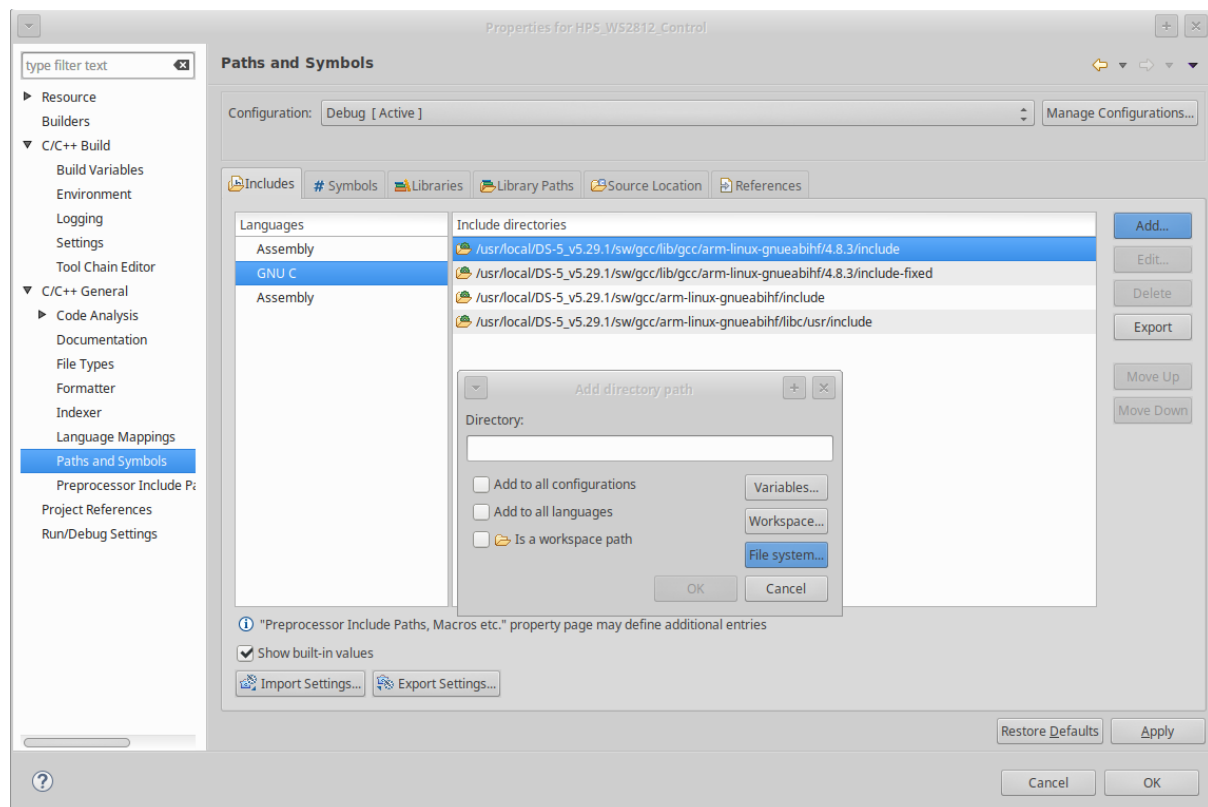 Properties for HPS_WS2812_Control
type filter text
Paths and Symbols
Resource
Builders
C/C++ Build
Build Variables
Environment
Logging
Settings
Tool Chain Editor
C/C++ General
Code Analysis
Documentation
File Types
Formatter
Indexer
Language Mappings
Paths and Symbols
Preprocessor Include Pa
Project References
Run/Debug Settings
Configuration: Debug [ Active ] Manage Configurations...
Includes # Symbols Libraries Library Paths Source Location References
Languages Include directories
Assembly /usr/local/DS-5_v5.29.1/sw/gcc/lib/gcc/arm-linux-gnueabihf/4.8.3/include
GNU C /usr/local/DS-5_v5.29.1/sw/gcc/lib/gcc/arm-linux-gnueabihf/4.8.3/include-fixed
Assembly /usr/local/DS-5_v5.29.1/sw/gcc/arm-linux-gnueabihf/include
/usr/local/DS-5_v5.29.1/sw/gcc/arm-linux-gnueabihf/libc/usr/include
Add...
Edit...
Delete
Export
Move Up
Move Down
Add directory path
Directory:
Add to all configurations Variables...
Add to all languages Workspace...
Is a workspace path File system...
OK Cancel
"Preprocessor Include Paths, Macros etc." property page may define additional entries
Show built-in values
Import Settings... Export Settings...
Restore Defaults Apply
? Cancel OK